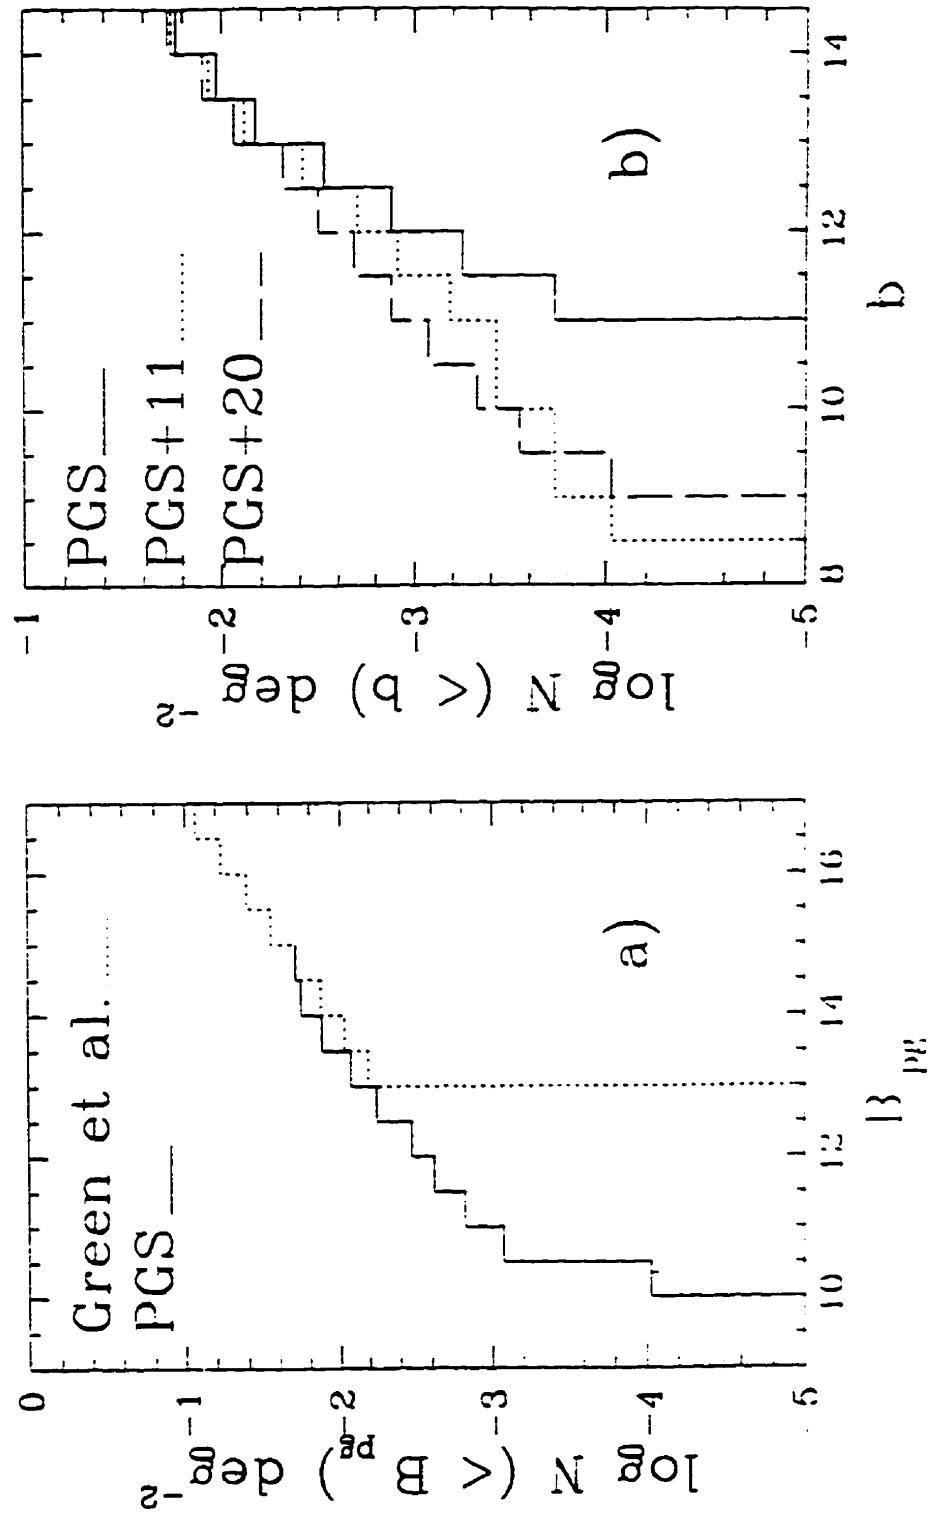 Green et al.
PGS
0
-1
-2
-3
-4
-5
log N (< B_pg) deg^-2
10
12
14
16
B_pg
a)
PGS
PGS+11
PGS+20
-1
-2
-3
-4
-5
log N (< b) deg^-2
8
10
12
14
b
b)